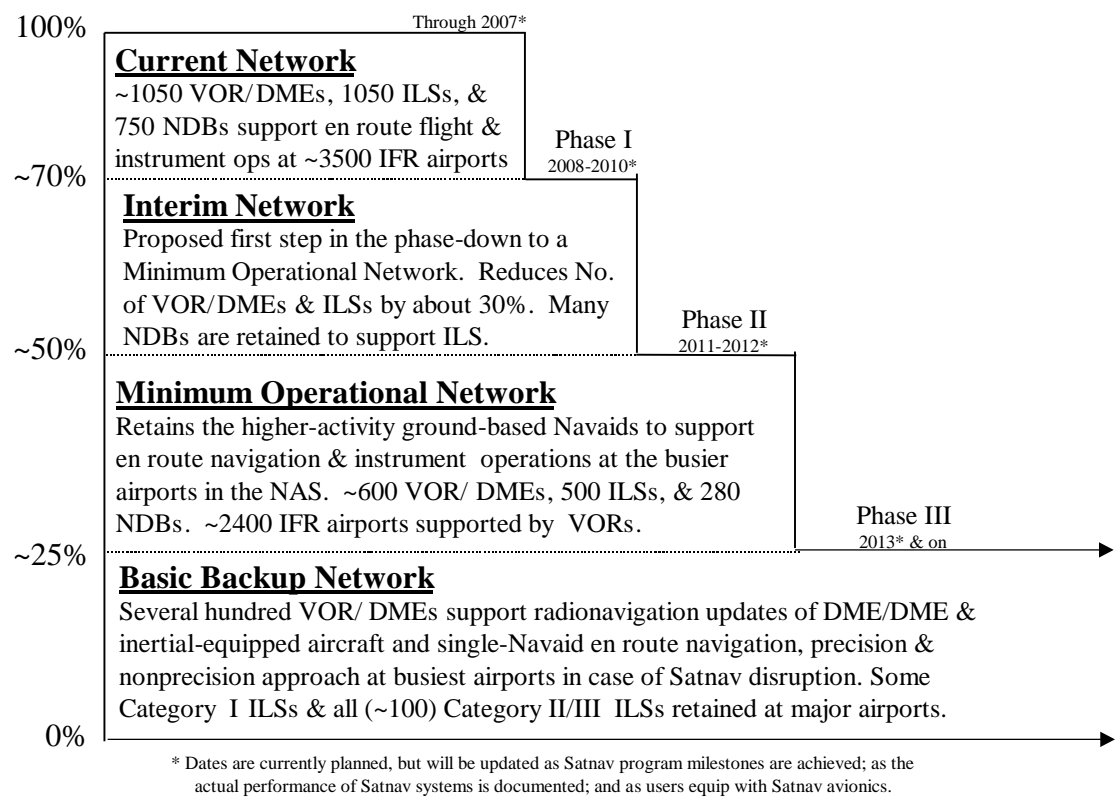 100%
Through 2007*
Current Network
~1050 VOR/DMEs, 1050 ILSs, &
750 NDBs support en route flight &
instrument ops at ~3500 IFR airports
Phase I
2008-2010*
~70%
Interim Network
Proposed first step in the phase-down to a
Minimum Operational Network. Reduces No.
of VOR/DMEs & ILSs by about 30%. Many
NDBs are retained to support ILS.
Phase II
2011-2012*
~50%
Minimum Operational Network
Retains the higher-activity ground-based Navaids to support
en route navigation & instrument operations at the busier
airports in the NAS. ~600 VOR/ DMEs, 500 ILSs, & 280
NDBs. ~2400 IFR airports supported by VORs.
Phase III
2013* & on
~25%
Basic Backup Network
Several hundred VOR/ DMEs support radionavigation updates of DME/DME &
inertial-equipped aircraft and single-Navaid en route navigation, precision &
nonprecision approach at busiest airports in case of Satnav disruption. Some
Category I ILSs & all (~100) Category II/III ILSs retained at major airports.
0%
* Dates are currently planned, but will be updated as Satnav program milestones are achieved; as the
actual performance of Satnav systems is documented; and as users equip with Satnav avionics.